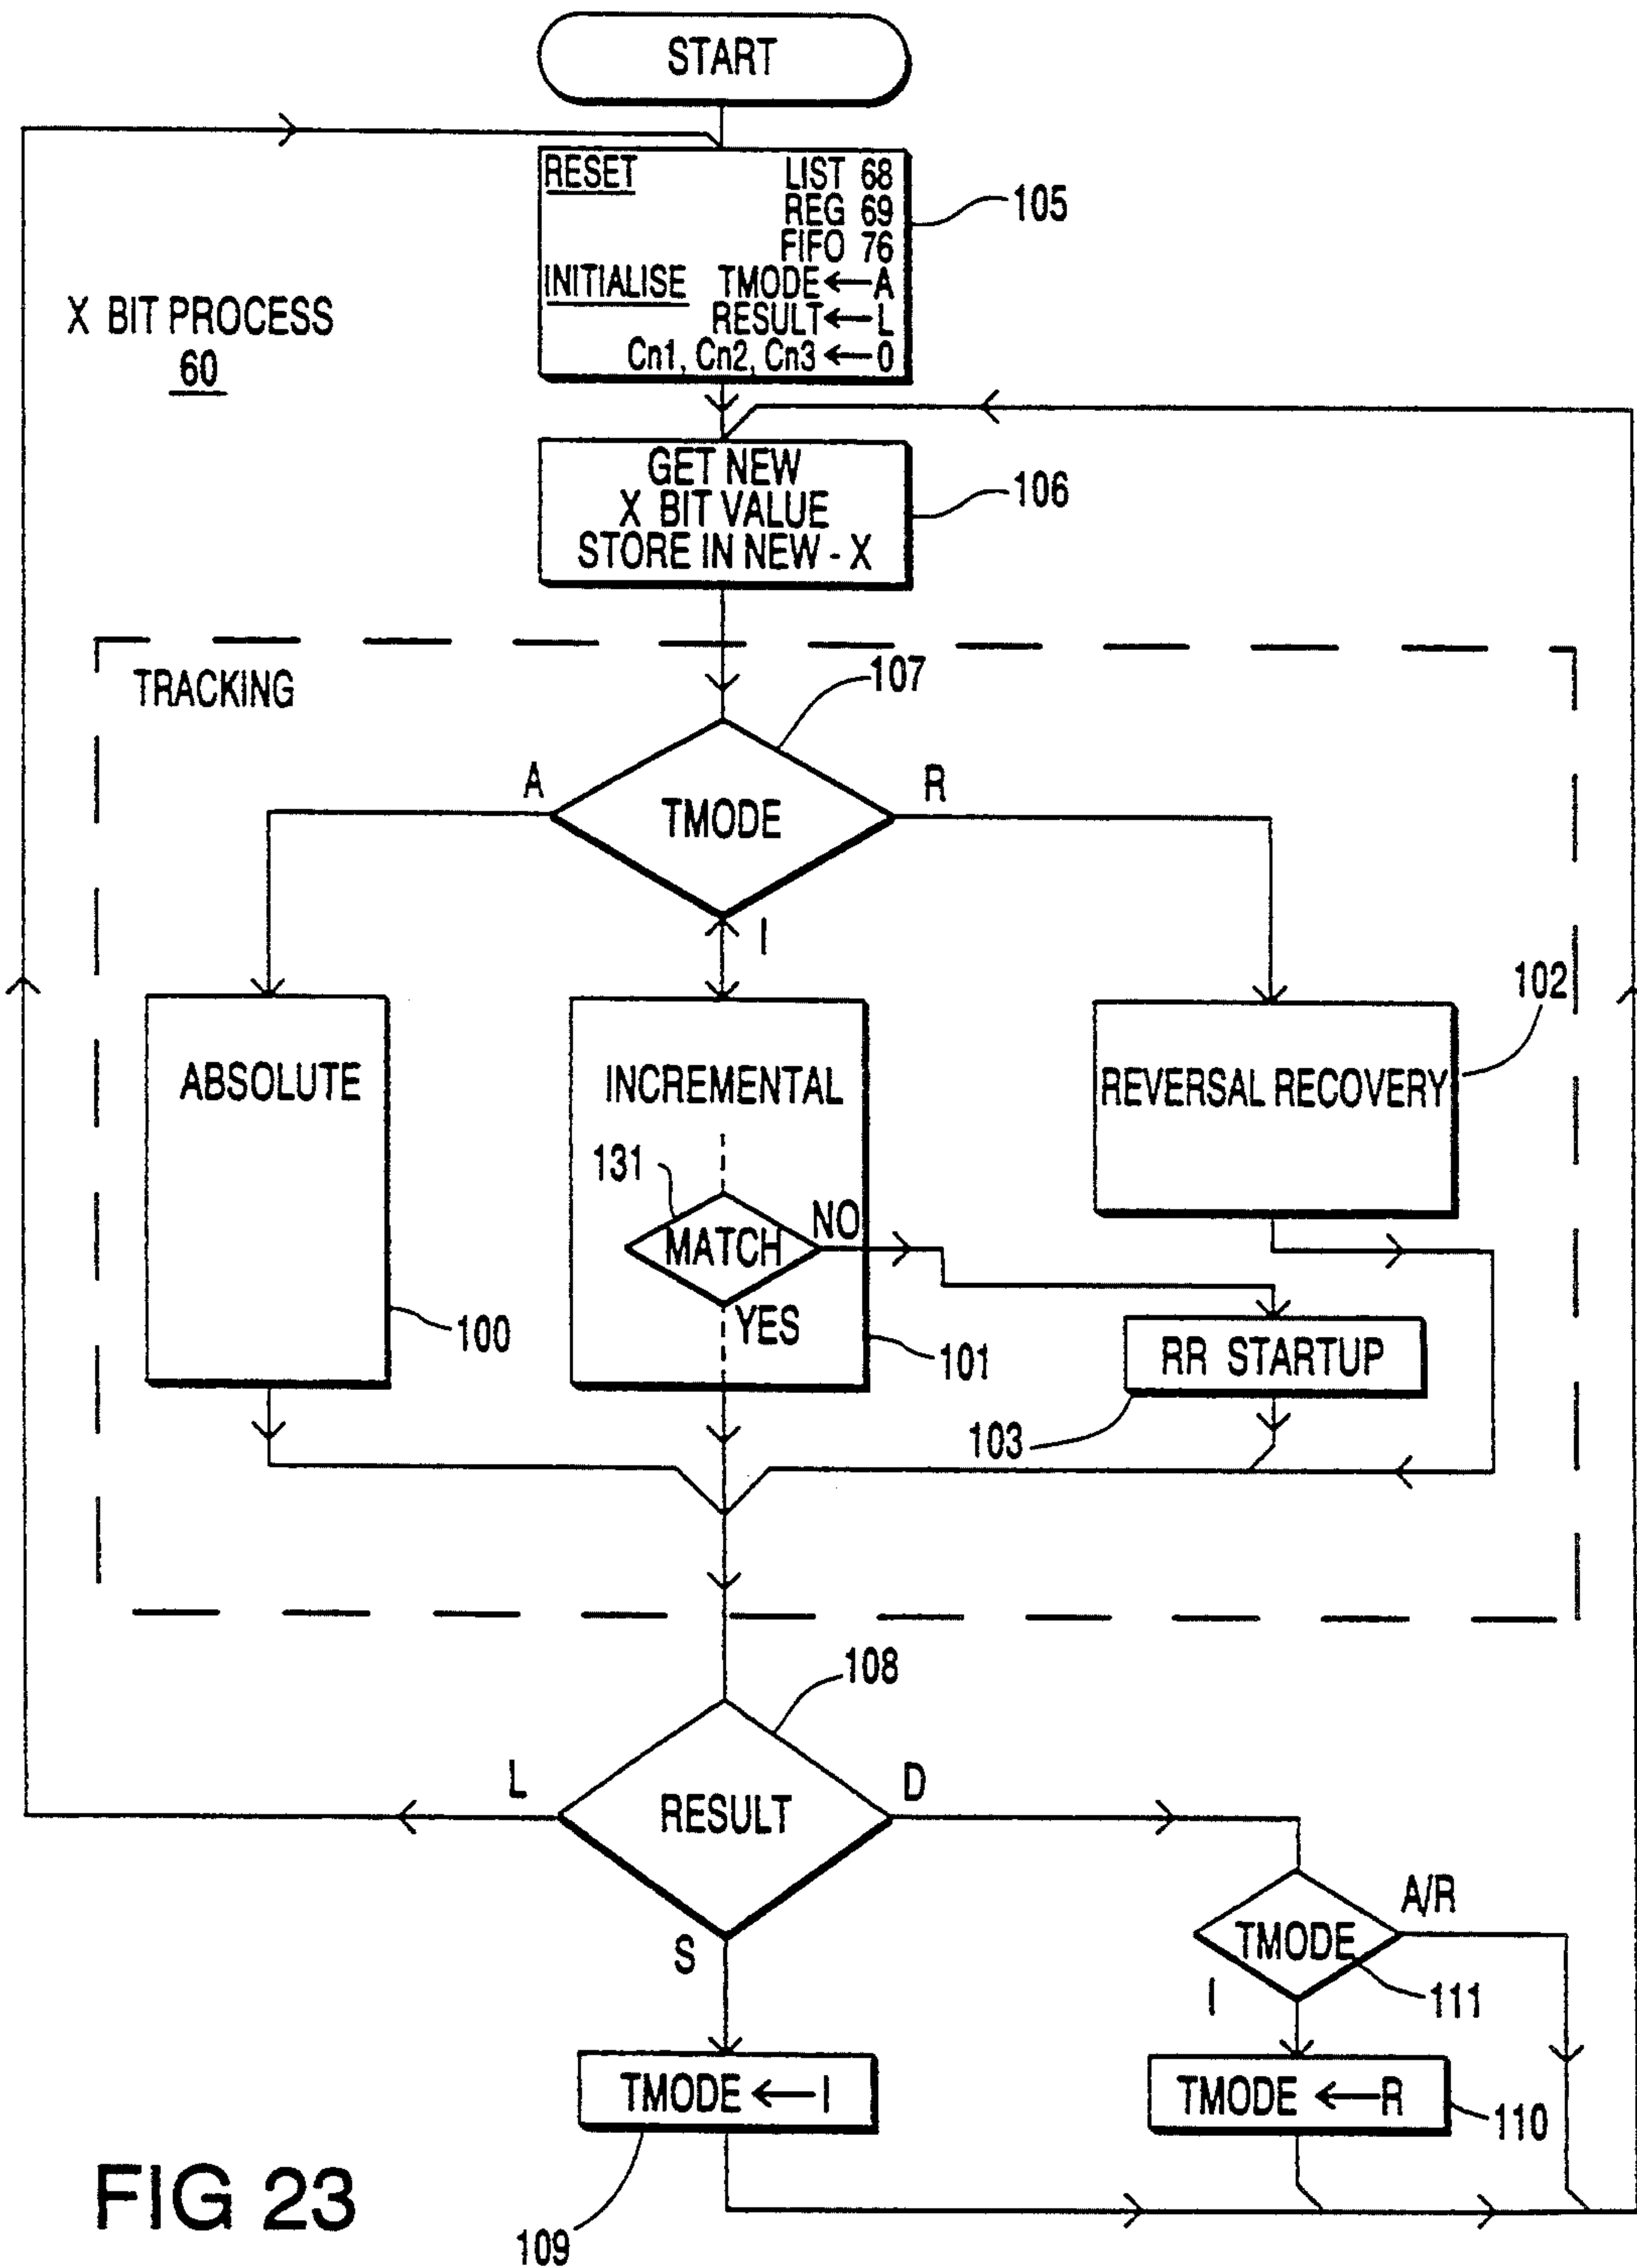 START
RESET LIST 68
REG 69
FIFO 76
INITIALISE TMODE ← A
RESULT ← L
Cn1, Cn2, Cn3 ← 0
105
X BIT PROCESS
60
GET NEW
X BIT VALUE
STORE IN NEW - X
106
TRACKING
107
A
TMODE
R
I
102
ABSOLUTE
INCREMENTAL
REVERSAL RECOVERY
131
MATCH
NO
YES
100
101
RR STARTUP
103
108
L
RESULT
D
S
A/R
TMODE
111
I
TMODE ← I
TMODE ← R
110
109
FIG 23